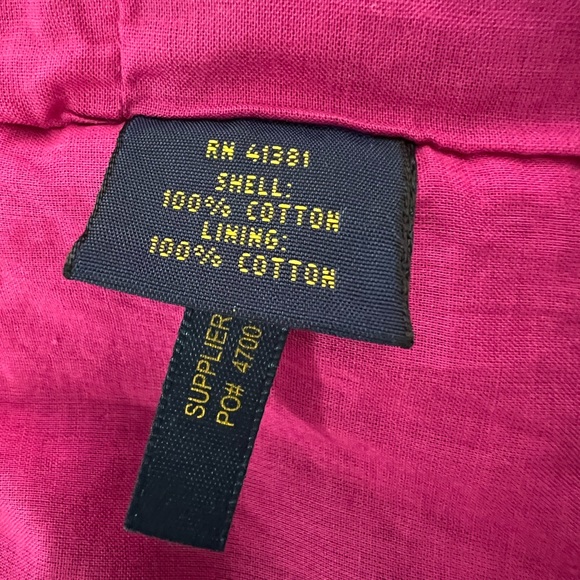 RN 41381
SHELL:
100% COTTON
LINING:
100% COTTON
SUPPLIER
PO# 4700